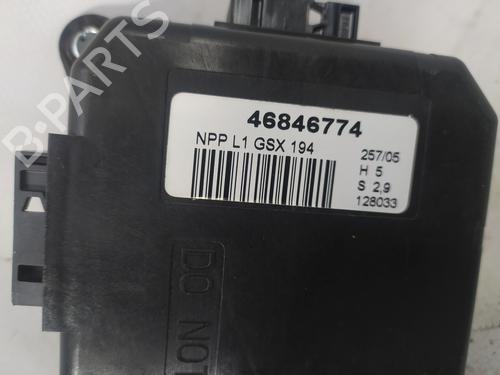 46846774
NPP L1 GSX 194
257/05
H 5
S 2,9
128033
DO NOT
B-PARTS